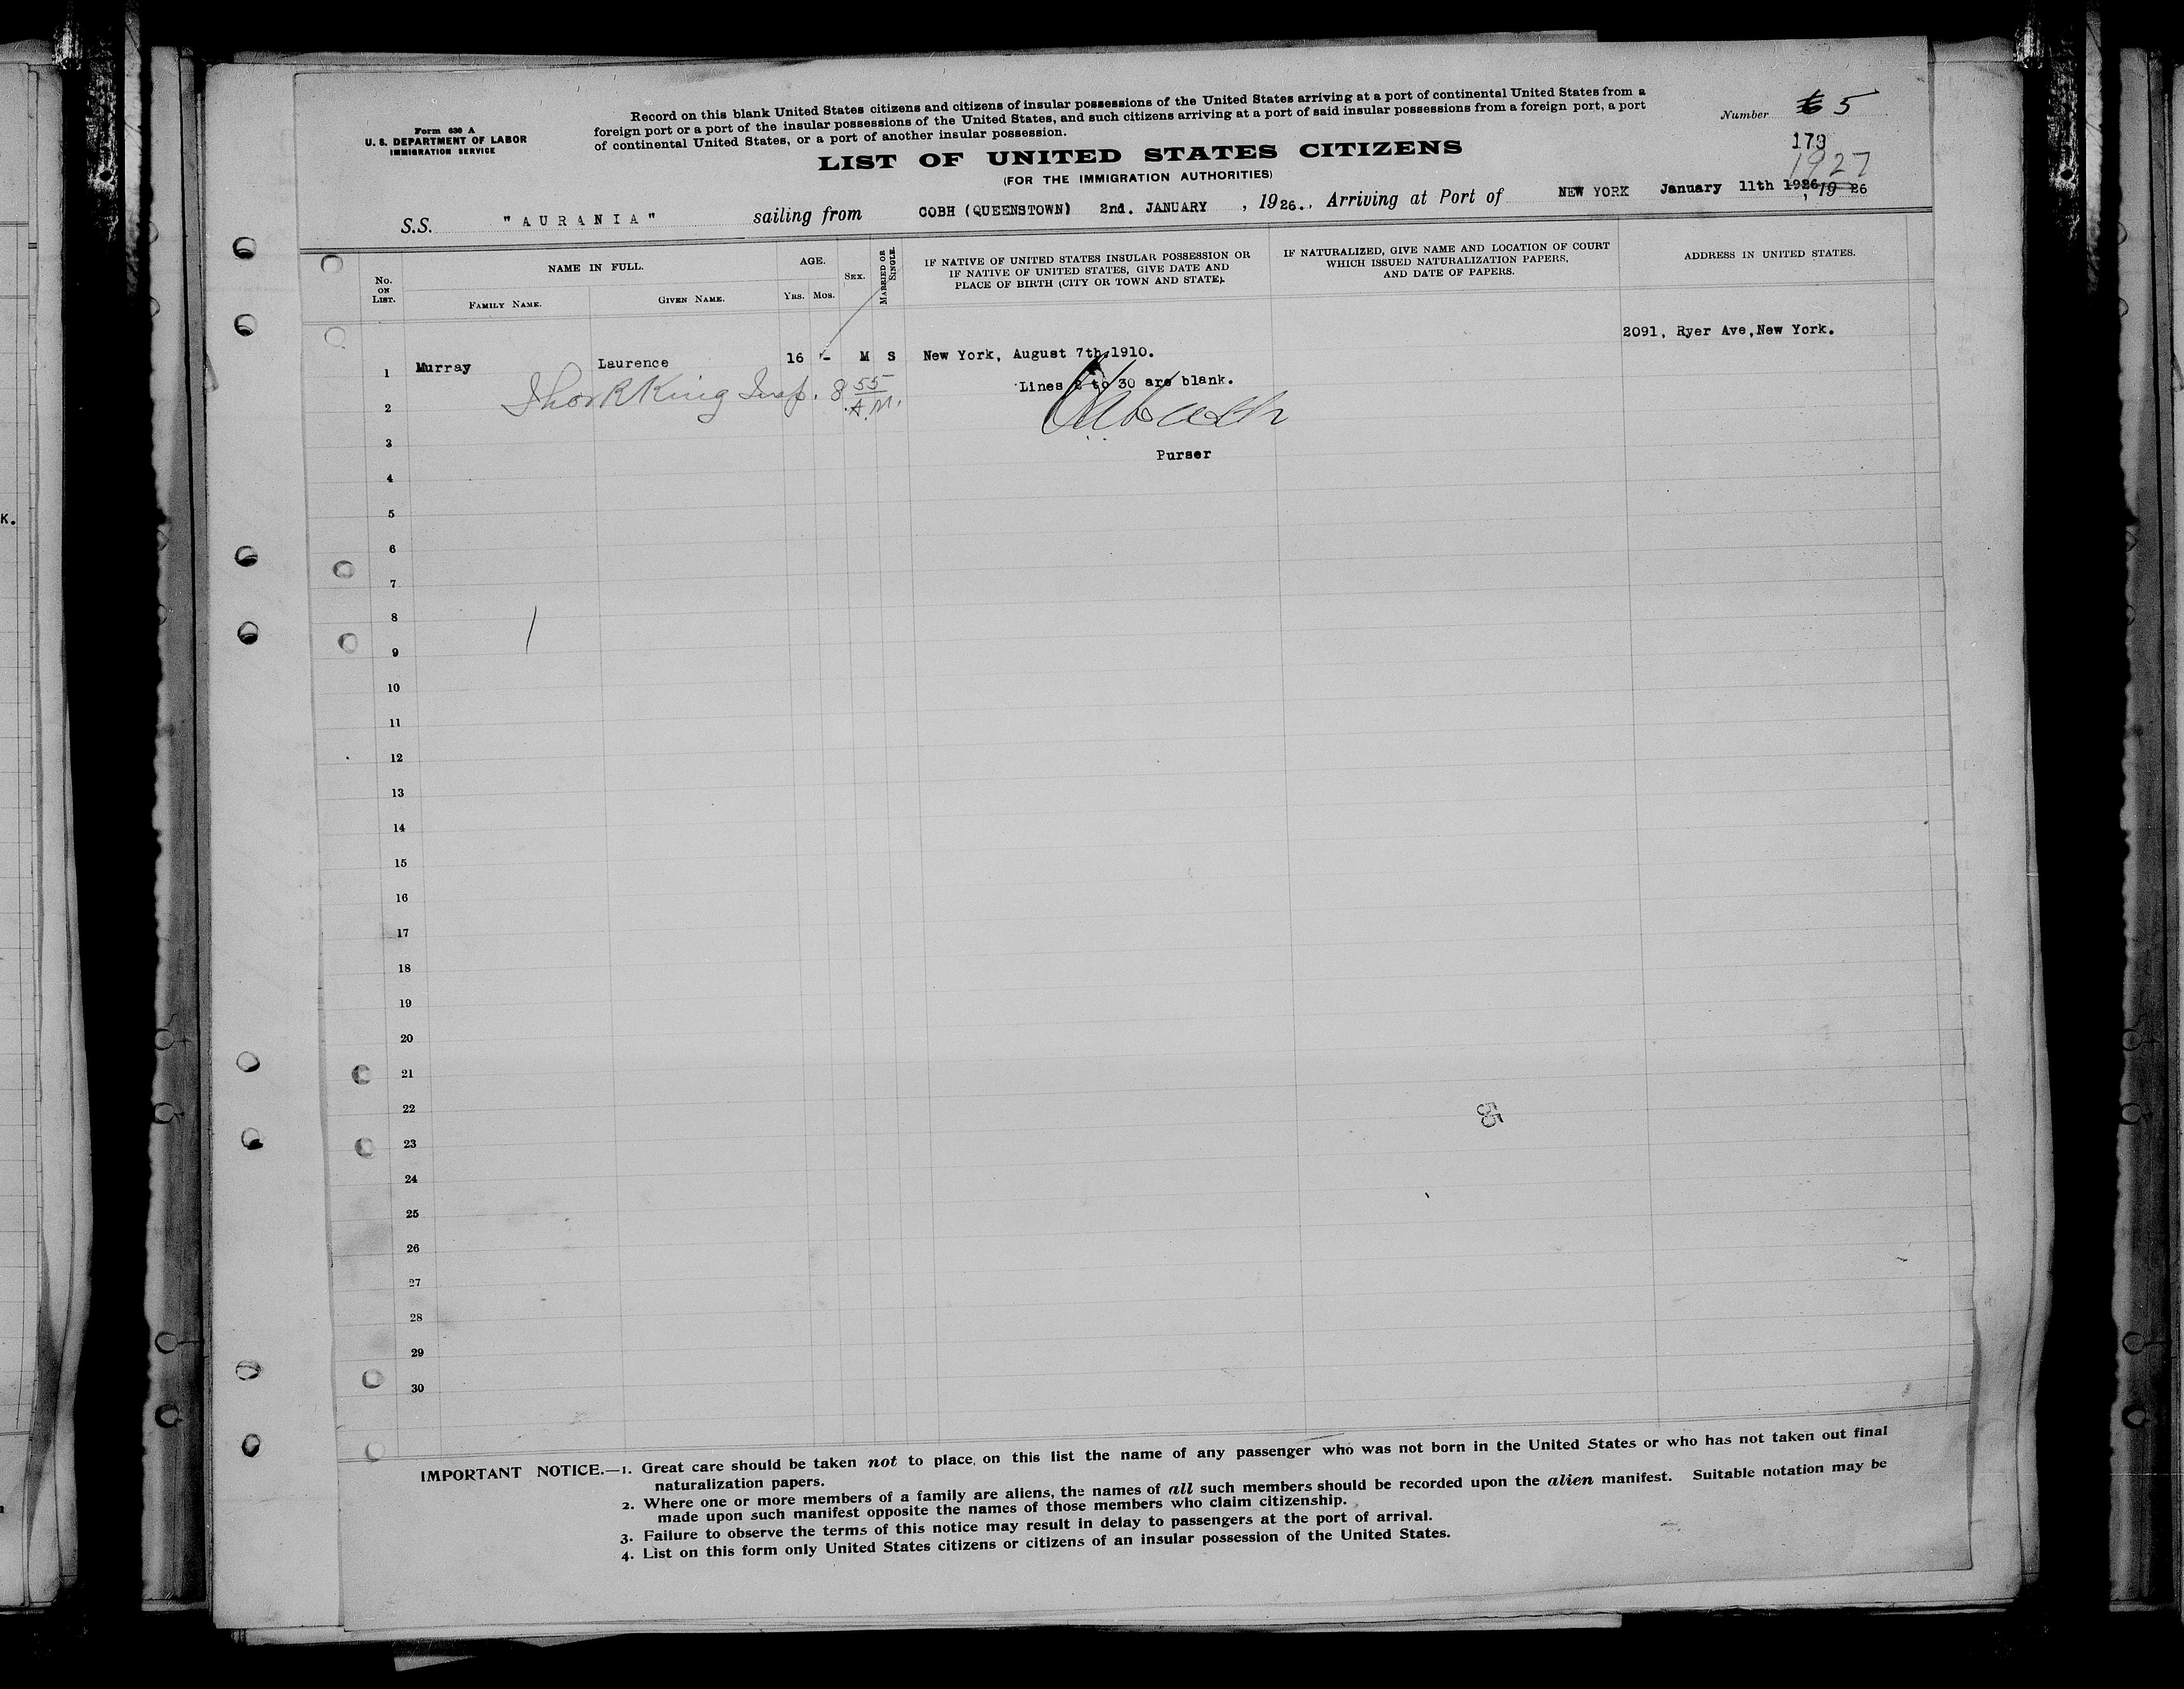 Form 630 A
U. S. DEPARTMENT OF LABOR
IMMIGRATION SERVICE
Record on this blank United States citizens and citizens of insular possessions of the United States arriving at a port of continental United States from a
foreign port or a port of the insular possessions of the United States, and such citizens arriving at a port of said insular possessions from a foreign port, a port
of continental United States, or a port of another insular possession.
Number 5
179
LIST OF UNITED STATES CITIZENS
(FOR THE IMMIGRATION AUTHORITIES)
1927
S.S. "AURANIA" sailing from COBH (QUEENSTOWN) 2nd. JANUARY , 1926.. Arriving at Port of NEW YORK January 11th 1926, 19 26
No. ON LIST.
NAME IN FULL.
FAMILY NAME.
GIVEN NAME.
AGE.
YRS. MOS.
SEX.
MARRIED OR SINGLE.
IF NATIVE OF UNITED STATES INSULAR POSSESSION OR
IF NATIVE OF UNITED STATES, GIVE DATE AND
PLACE OF BIRTH (CITY OR TOWN AND STATE).
IF NATURALIZED, GIVE NAME AND LOCATION OF COURT
WHICH ISSUED NATURALIZATION PAPERS,
AND DATE OF PAPERS.
ADDRESS IN UNITED STATES.
2091, Ryer Ave,New York.
1 Murray Laurence 16 - M S New York, August 7th,1910.
Lines 2 to 30 are blank.
2 King Insp. 8 55 A.M.
3
Purser
4
5
6
7
8
9
10
11
12
13
14
15
16
17
18
19
20
21
22
55
23
24
25
26
27
28
29
30
IMPORTANT NOTICE.—1. Great care should be taken not to place on this list the name of any passenger who was not born in the United States or who has not taken out final
naturalization papers.
2. Where one or more members of a family are aliens, the names of all such members should be recorded upon the alien manifest. Suitable notation may be
made upon such manifest opposite the names of those members who claim citizenship.
3. Failure to observe the terms of this notice may result in delay to passengers at the port of arrival.
4. List on this form only United States citizens or citizens of an insular possession of the United States.
K.